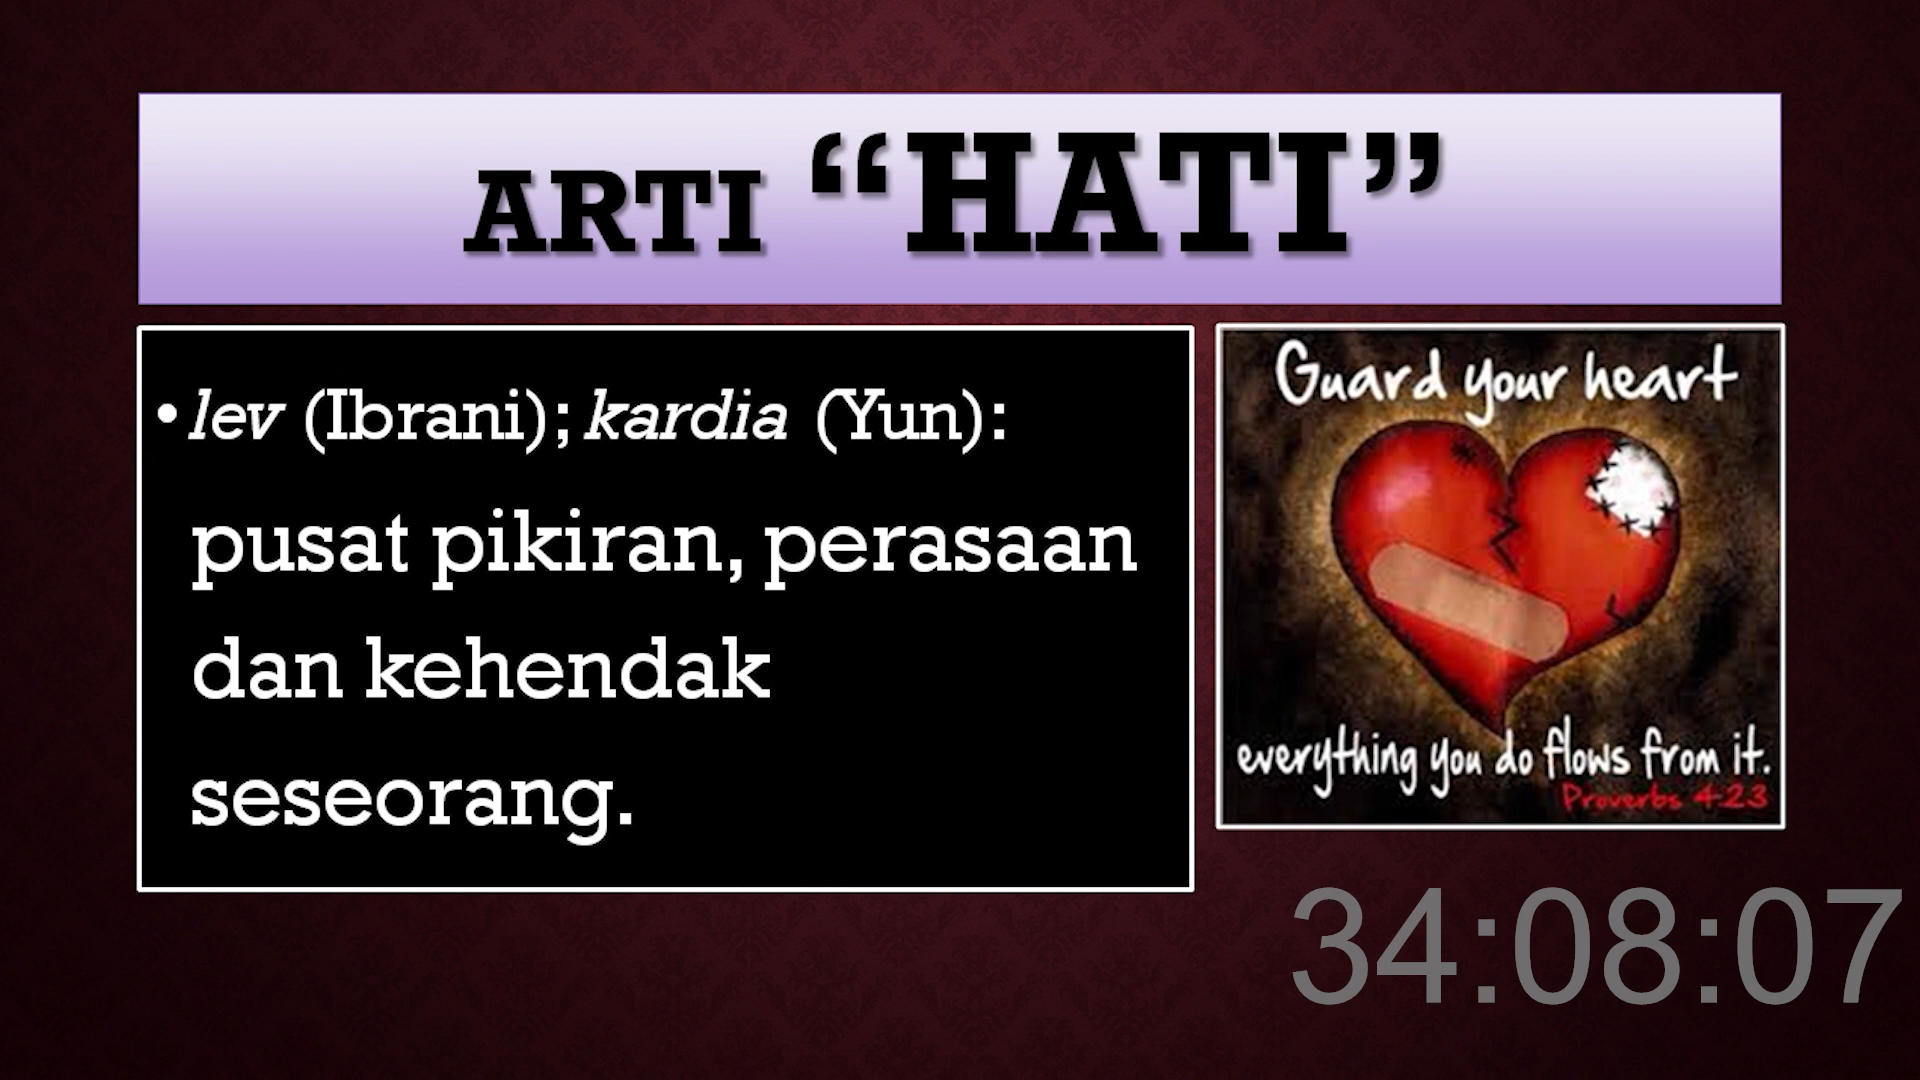 ARTI “HATI”
•lev (Ibrani); kardia (Yun):
pusat pikiran, perasaan
dan kehendak
seseorang.
Guard your heart
everything you do flows from it.
Proverbs 4:23
34:08:07